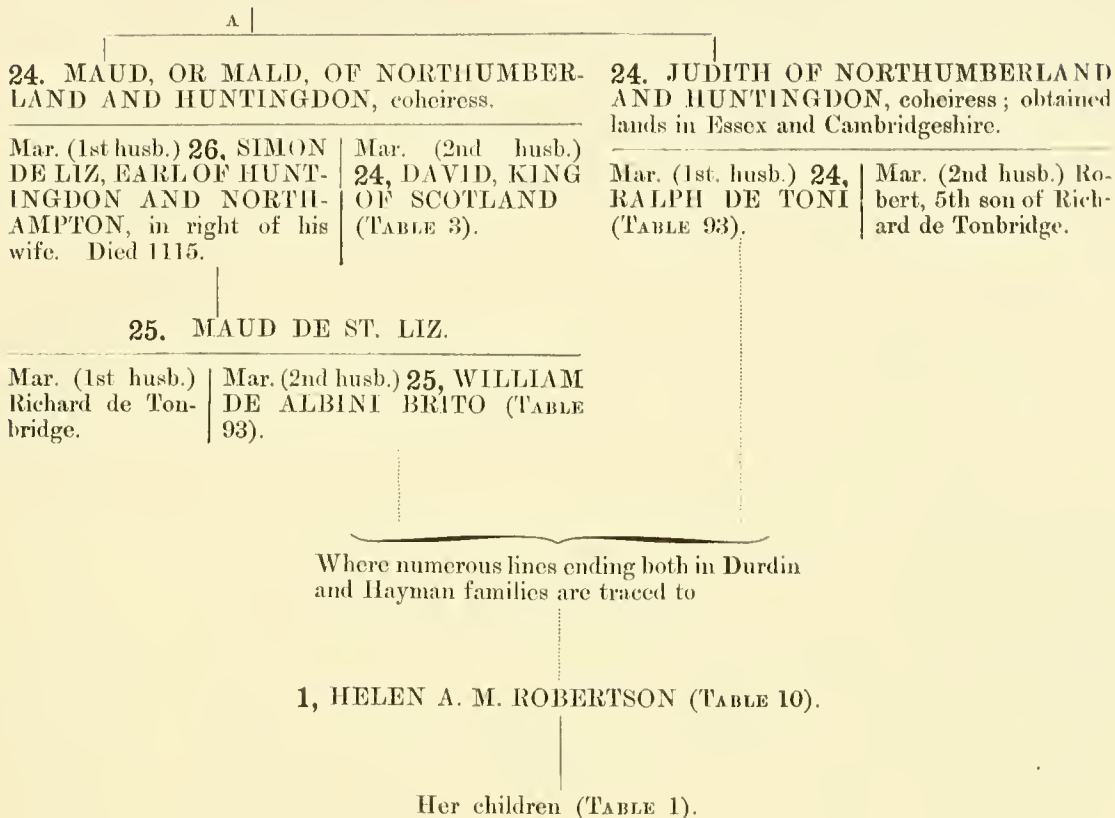 A
24. MAUD, OR MALD, OF NORTHUMBER-
LAND AND HUNTINGDON, coheiress.
Mar. (1st husb.) 26, SIMON
DE LIZ, EARL OF HUNT-
INGDON AND NORTH-
AMPTON, in right of his
wife. Died 1115.
Mar. (2nd husb.)
24, DAVID, KING
OF SCOTLAND
(TABLE 3).
24. JUDITH OF NORTHUMBERLAND
AND HUNTINGDON, coheiress; obtained
lands in Essex and Cambridgeshire.
Mar. (1st. husb.) 24,
RALPH DE TONI
(TABLE 93).
Mar. (2nd husb.) Ro-
bert, 5th son of Rich-
ard de Tonbridge.
25. MAUD DE ST. LIZ.
Mar. (1st husb.)
Richard de Ton-
bridge.
Mar. (2nd husb.) 25, WILLIAM
DE ALBINI BRITO (TABLE
93).
Where numerous lines ending both in Durdin
and Hayman families are traced to
1, HELEN A. M. ROBERTSON (TABLE 10).
Her children (TABLE 1).